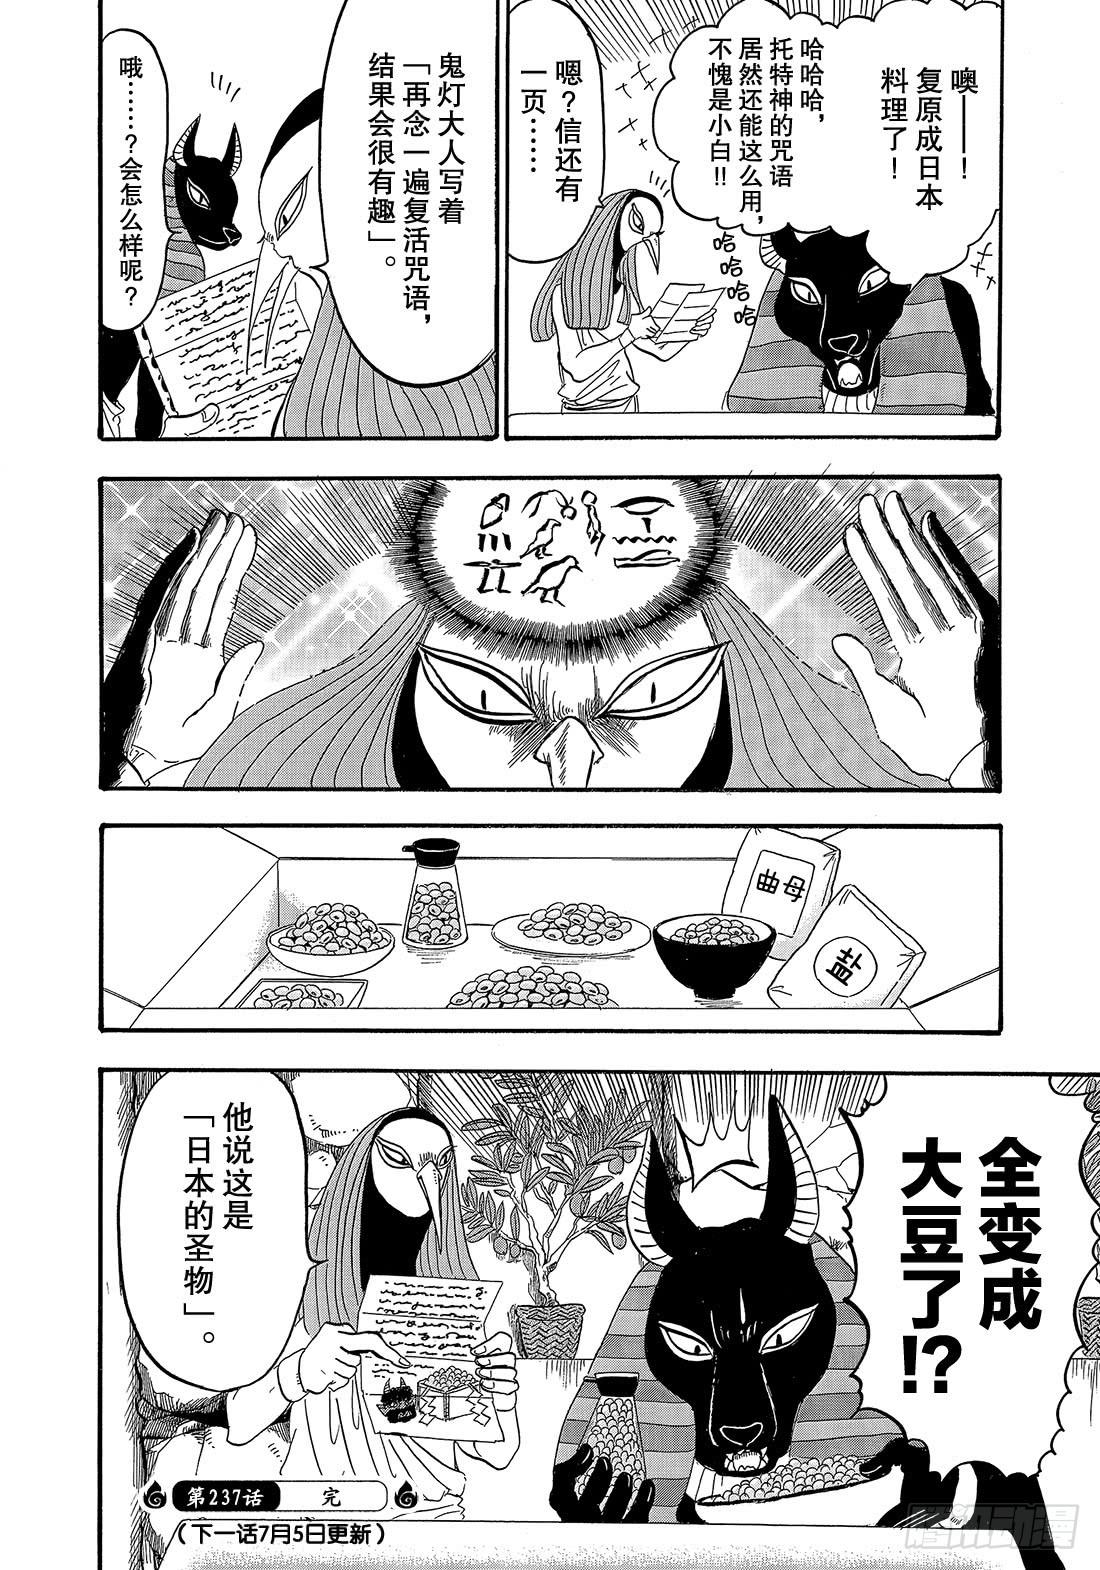 噢——！
复原成日本
料理了！
哈哈哈，
托特神的咒语
居然还能这么用，
不愧是小白!!
哈哈哈哈
嗯？信还有
一页……
鬼灯大人写着
「再念一遍复活咒语，
结果会很有趣」。
哦……？会怎么样呢？
曲母
盐
全变成
大豆了!?
他说这是
「日本的圣物」。
第237话 完
（下一话7月5日更新）